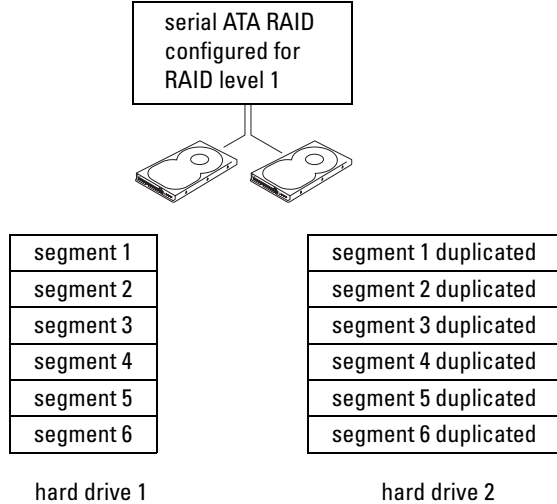 serial ATA RAID
configured for
RAID level 1
segment 1
segment 2
segment 3
segment 4
segment 5
segment 6
hard drive 1
segment 1 duplicated
segment 2 duplicated
segment 3 duplicated
segment 4 duplicated
segment 5 duplicated
segment 6 duplicated
hard drive 2